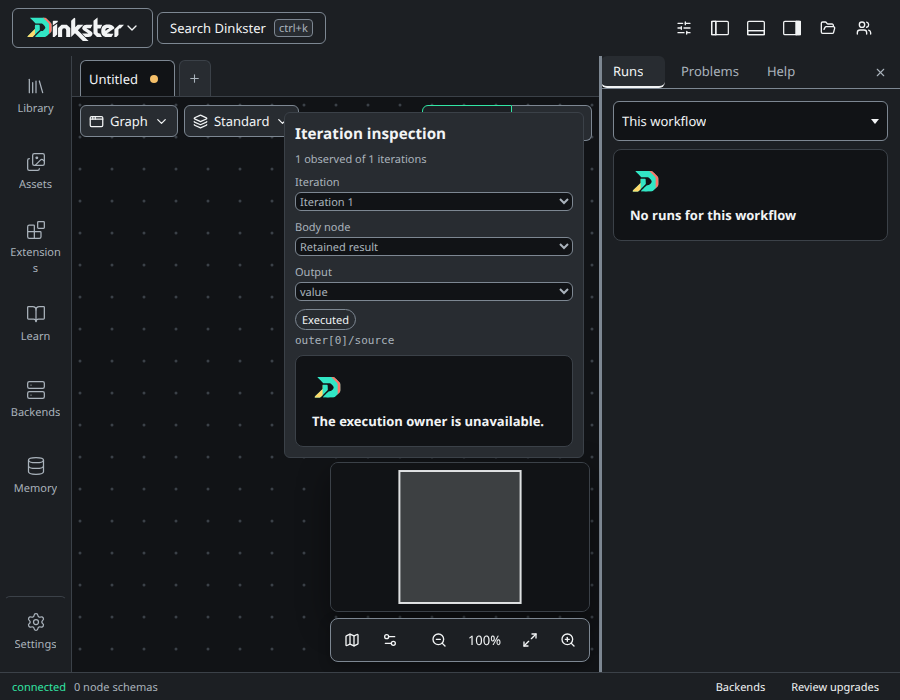 Dinkster
Search Dinkster ctrl+k
Library
Assets
Extension
s
Learn
Backends
Memory
Settings
Untitled
+
Graph
Standard
Iteration inspection
1 observed of 1 iterations
Iteration
Iteration 1
Body node
Retained result
Output
value
Executed
outer[0]/source
The execution owner is unavailable.
100%
Runs Problems Help
This workflow
No runs for this workflow
connected 0 node schemas
Backends Review upgrades